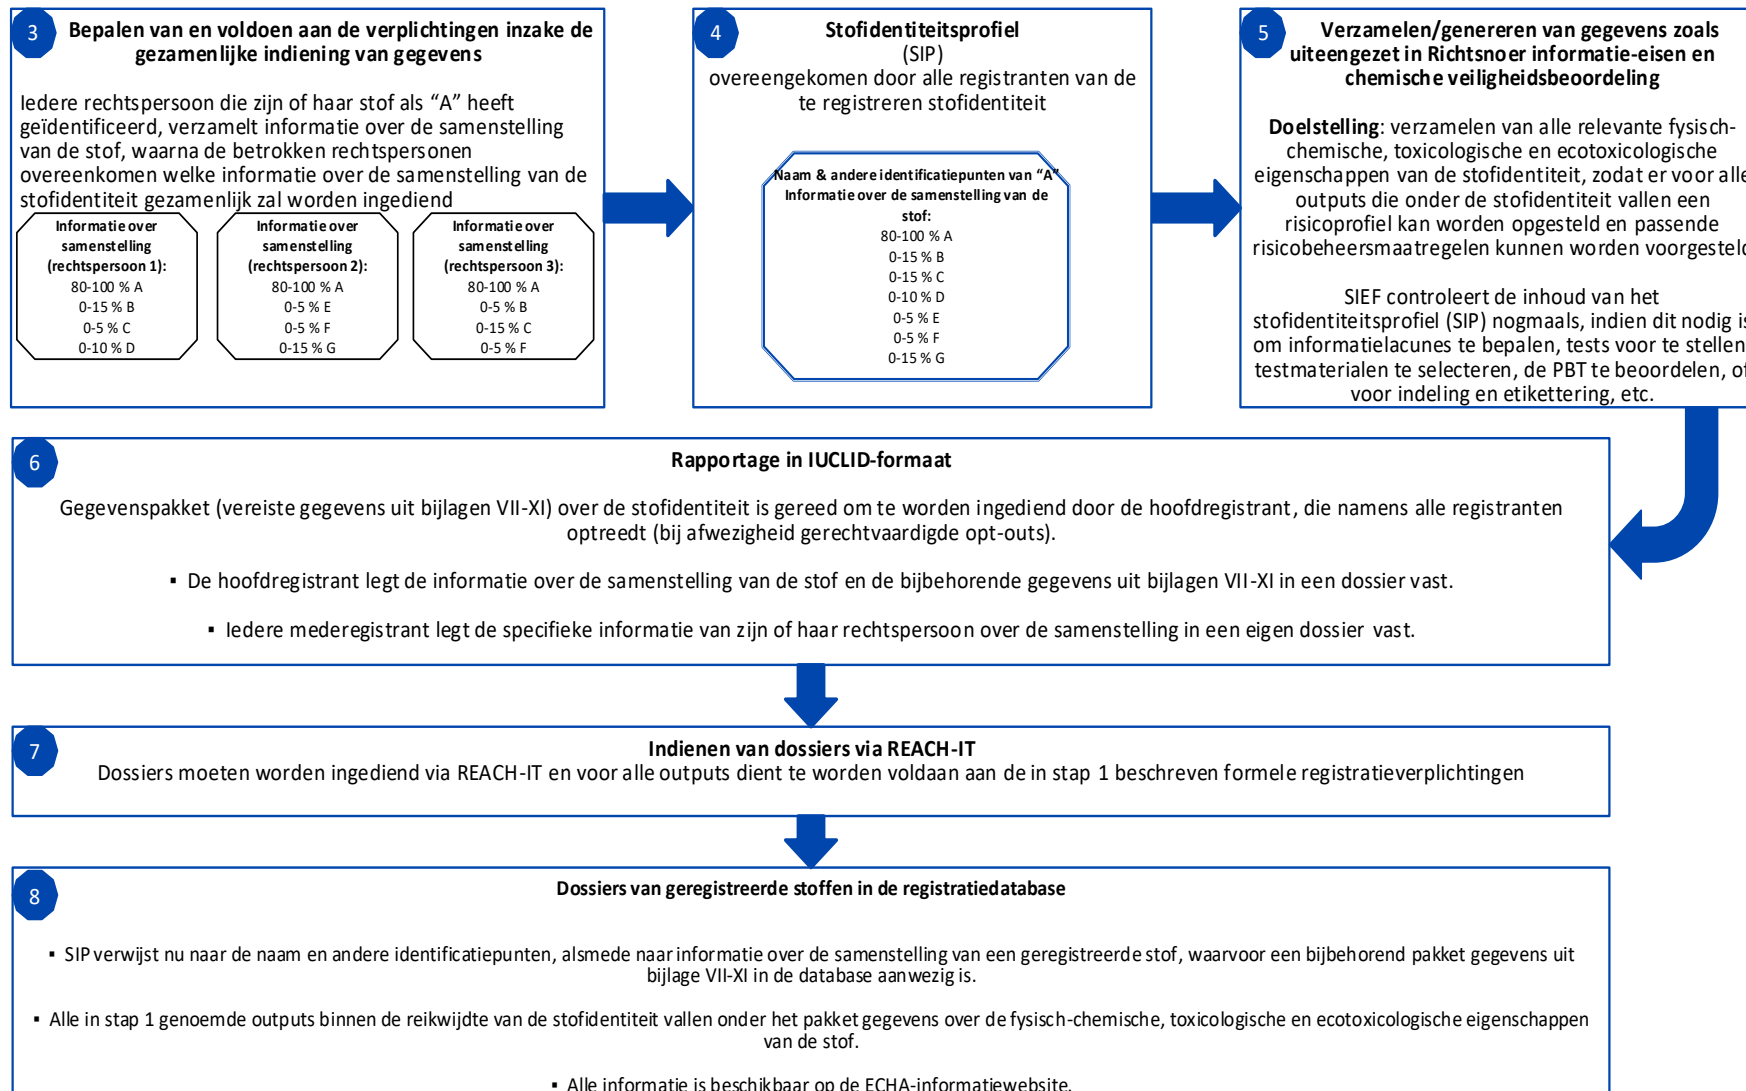 3
Bepalen van en voldoen aan de verplichtingen inzake de
gezamenlijke indiening van gegevens
Iedere rechtspersoon die zijn of haar stof als “A” heeft
geïdentificeerd, verzamelt informatie over de samenstelling
van de stof, waarna de betrokken rechtspersonen
overeenkomen welke informatie over de samenstelling van de
stofidentiteit gezamenlijk zal worden ingediend
Informatie over
samenstelling
(rechtspersoon 1):
80-100 % A
0-15 % B
0-5 % C
0-10 % D
Informatie over
samenstelling
(rechtspersoon 2):
80-100 % A
0-5 % E
0-5 % F
0-15 % G
Informatie over
samenstelling
(rechtspersoon 3):
80-100 % A
0-5 % B
0-15 % C
0-5 % F
4
Stofidentiteitsprofiel
(SIP)
overeengekomen door alle registranten van de
te registreren stofidentiteit
Naam & andere identificatiepunten van “A”
Informatie over de samenstelling van de
stof:
80-100 % A
0-15 % B
0-15 % C
0-10 % D
0-5 % E
0-5 % F
0-15 % G
5
Verzamelen/genereren van gegevens zoals
uiteengezet in Richtsnoer informatie-eisen en
chemische veiligheidsbeoordeling
Doelstelling: verzamelen van alle relevante fysisch-
chemische, toxicologische en ecotoxicologische
eigenschappen van de stofidentiteit, zodat er voor alle
outputs die onder de stofidentiteit vallen een
risicoprofiel kan worden opgesteld en passende
risicobeheersmaatregelen kunnen worden voorgesteld
SIEF controleert de inhoud van het
stofidentiteitsprofiel (SIP) nogmaals, indien dit nodig is
om informatielacunes te bepalen, tests voor te stellen
testmaterialen te selecteren, de PBT te beoordelen, of
voor indeling en etikettering, etc.
6
Rapportage in IUCLID-formaat
Gegevenspakket (vereiste gegevens uit bijlagen VII-XI) over de stofidentiteit is gereed om te worden ingediend door de hoofdregistrant, die namens alle registranten
optreedt (bij afwezigheid gerechtvaardigde opt-outs).
▪ De hoofdregistrant legt de informatie over de samenstelling van de stof en de bijbehorende gegevens uit bijlagen VII-XI in een dossier vast.
▪ Iedere mederegistrant legt de specifieke informatie van zijn of haar rechtspersoon over de samenstelling in een eigen dossier vast.
7
Indienen van dossiers via REACH-IT
Dossiers moeten worden ingediend via REACH-IT en voor alle outputs dient te worden voldaan aan de in stap 1 beschreven formele registratieverplichtingen
8
Dossiers van geregistreerde stoffen in de registratiedatabase
▪ SIP verwijst nu naar de naam en andere identificatiepunten, alsmede naar informatie over de samenstelling van een geregistreerde stof, waarvoor een bijbehorend pakket gegevens uit
bijlage VII-XI in de database aanwezig is.
▪ Alle in stap 1 genoemde outputs binnen de reikwijdte van de stofidentiteit vallen onder het pakket gegevens over de fysisch-chemische, toxicologische en ecotoxicologische eigenschappen
van de stof.
▪ Alle informatie is beschikbaar op de ECHA-informatiewebsite.